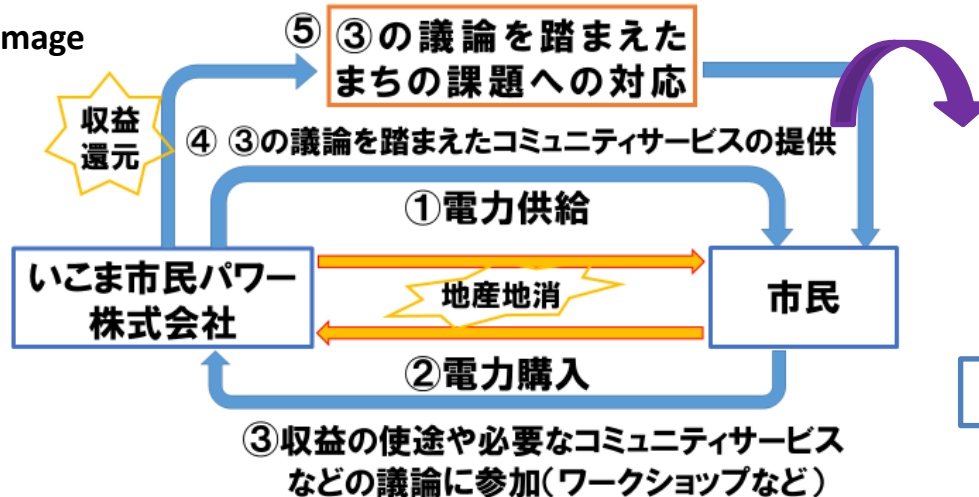 mage
⑤ ③の議論を踏まえた
まちの課題への対応
収益
還元
④ ③の議論を踏まえたコミュニティサービスの提供
①電力供給
いこま市民パワー
株式会社
地産地消
市民
②電力購入
③収益の使途や必要なコミュニティサービス
などの議論に参加(ワークショップなど)